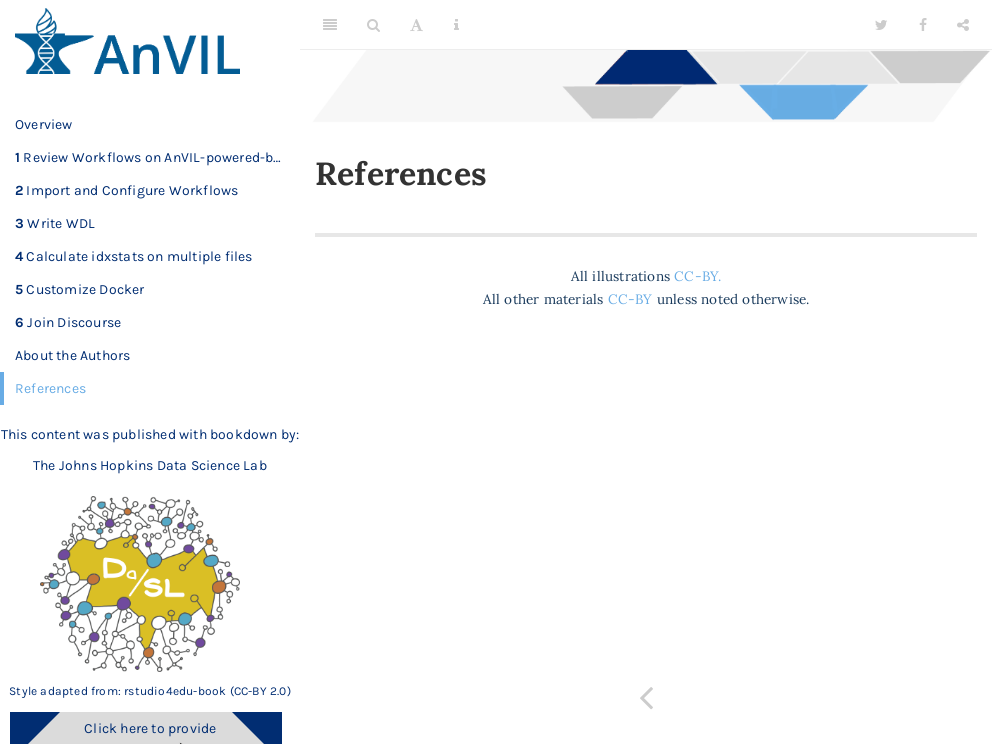 AnVIL
Overview
1 Review Workflows on AnVIL-powered-b...
2 Import and Configure Workflows
3 Write WDL
4 Calculate idxstats on multiple files
5 Customize Docker
6 Join Discourse
About the Authors
References
This content was published with bookdown by:
The Johns Hopkins Data Science Lab
Da/SL
Style adapted from: rstudio4edu-book (CC-BY 2.0)
Click here to provide
A
References
All illustrations CC-BY.
All other materials CC-BY unless noted otherwise.